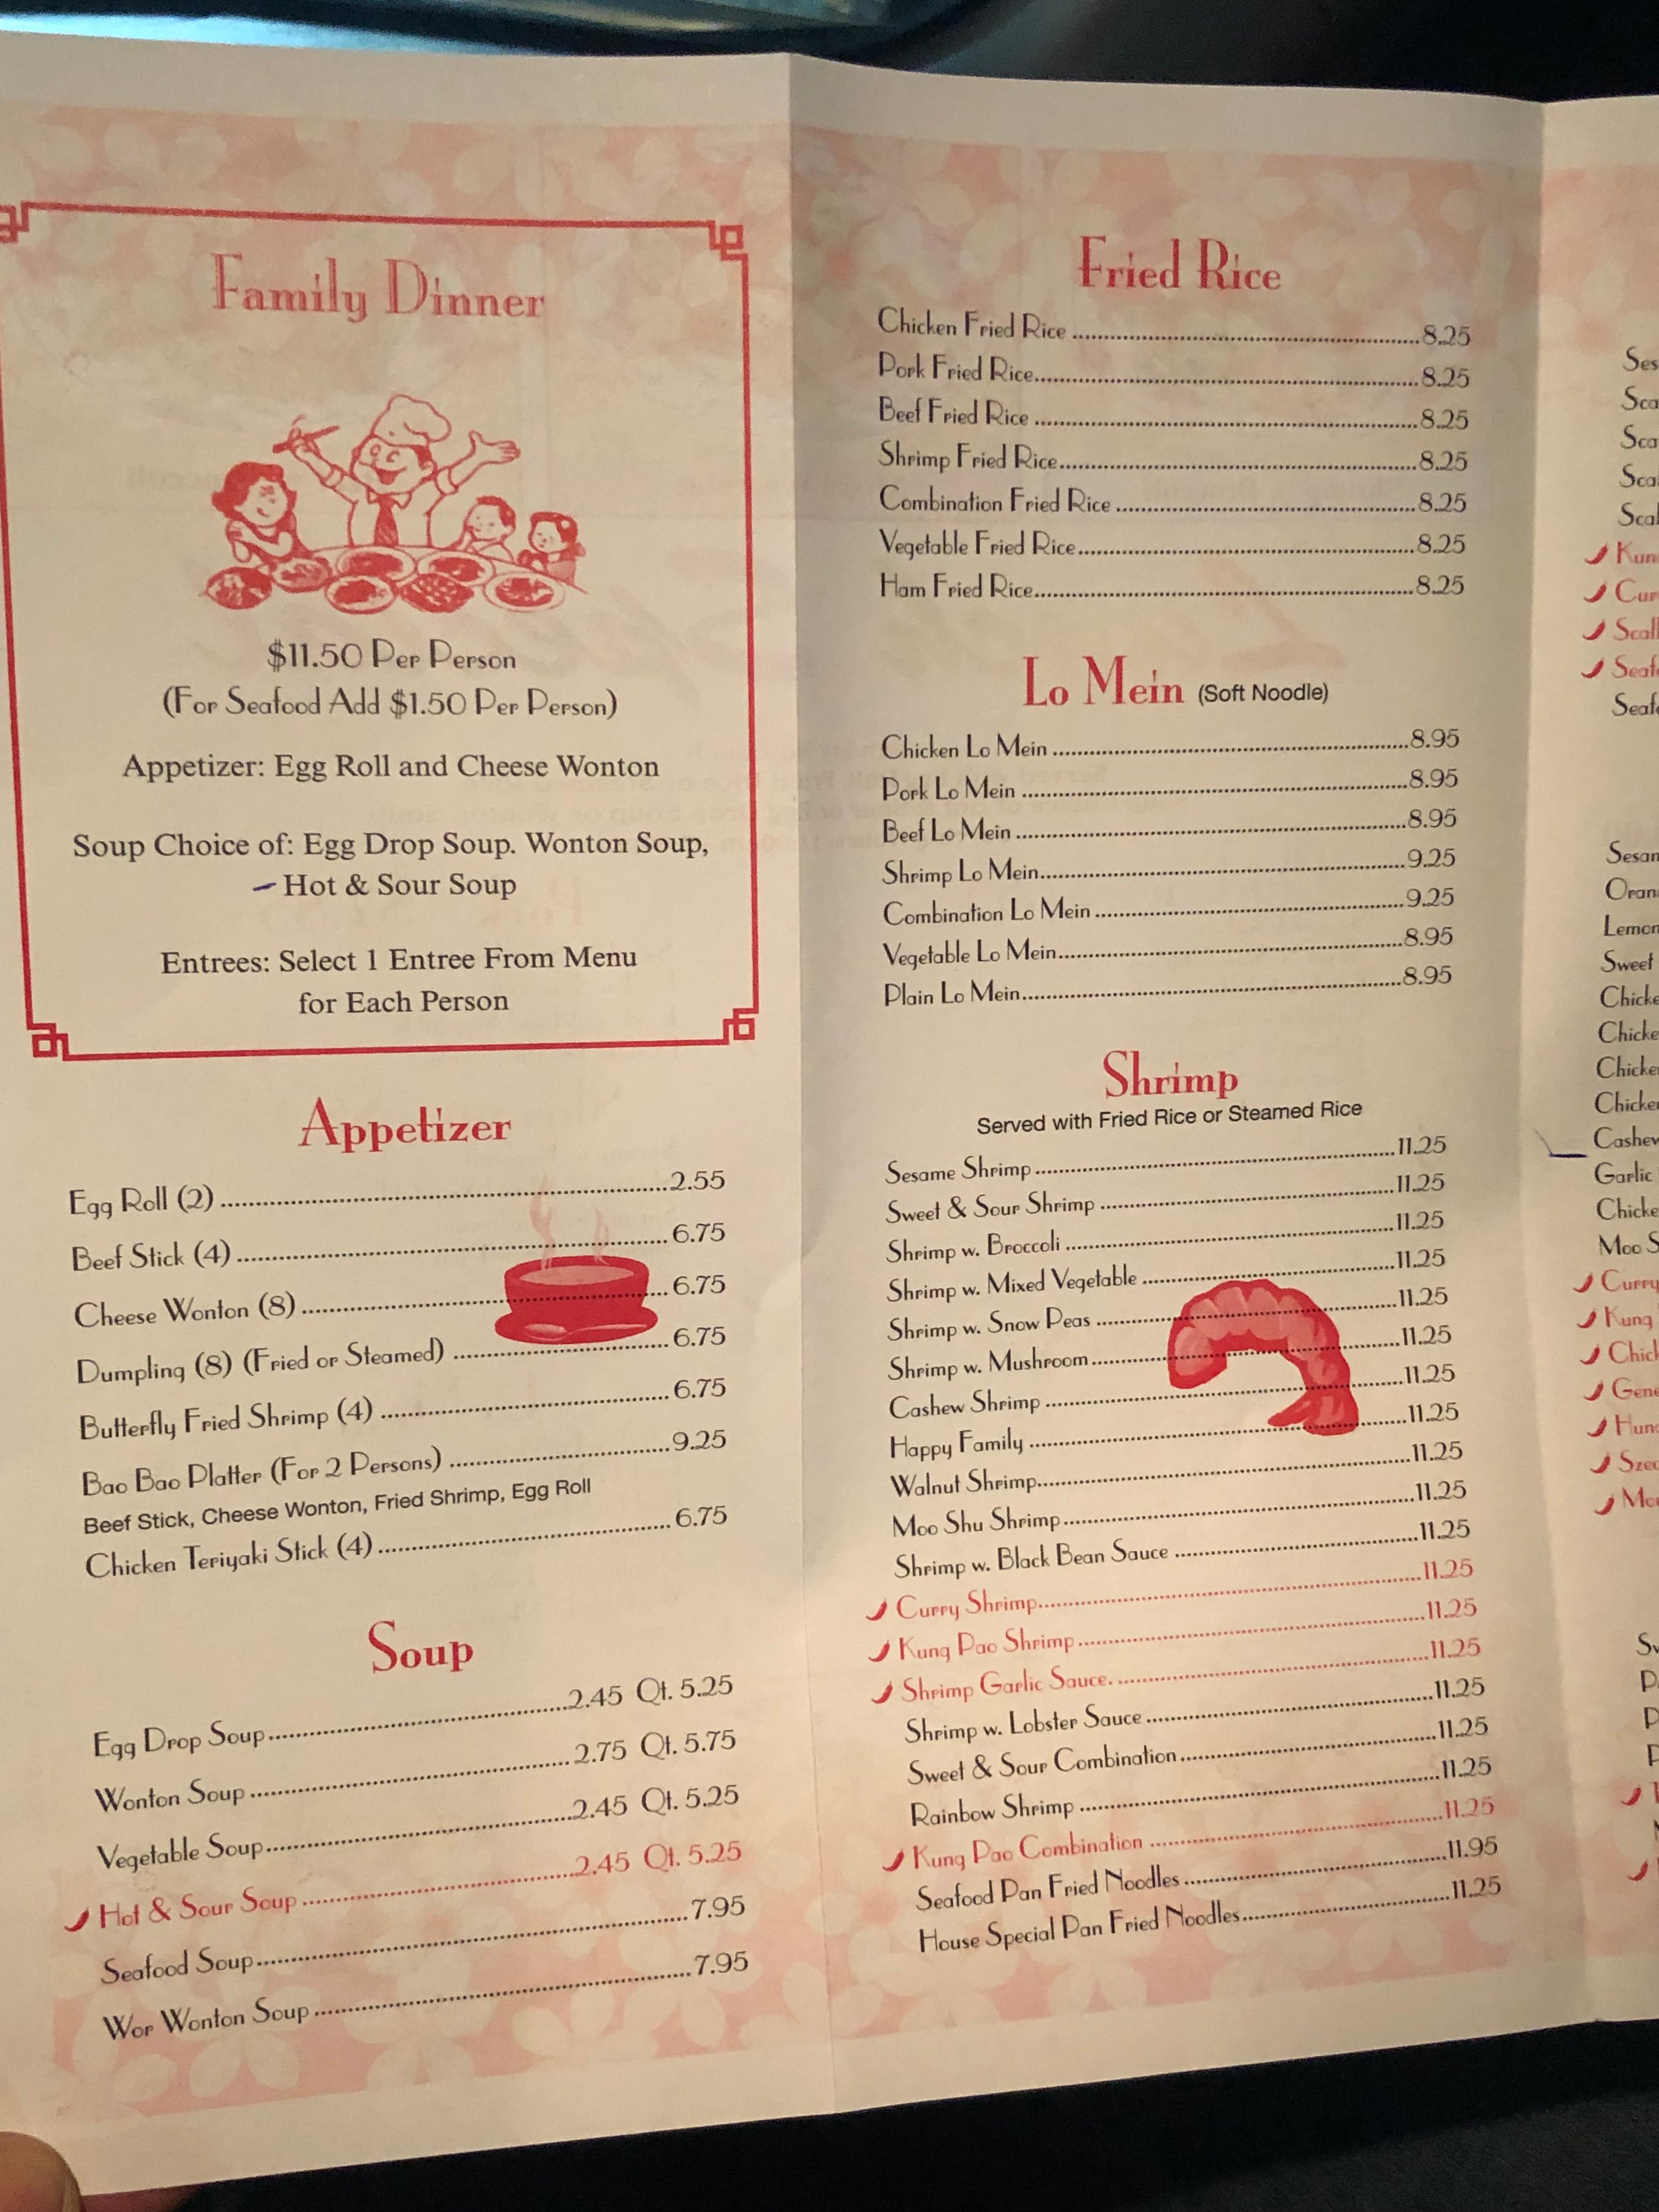 Family Dinner
$11.50 Per Person
(For Seafood Add $1.50 Per Person)
Appetizer: Egg Roll and Cheese Wonton
Soup Choice of: Egg Drop Soup. Wonton Soup,
Hot & Sour Soup
Entrees: Select 1 Entree From Menu
for Each Person
Appetizer
Egg Roll (2) 2.55
Beef Stick (4) 6.75
Cheese Wonton (8) 6.75
Dumpling (8) (Fried or Steamed) 6.75
Butterfly Fried Shrimp (4) 6.75
Bao Bao Platter (For 2 Persons) 9.25
Beef Stick, Cheese Wonton, Fried Shrimp, Egg Roll
Chicken Teriyaki Stick (4) 6.75
Soup
Egg Drop Soup 2.45 Qt. 5.25
Wonton Soup 2.75 Qt. 5.75
Vegetable Soup 2.45 Qt. 5.25
Hot & Sour Soup 2.45 Qt. 5.25
Seafood Soup 7.95
Wor Wonton Soup 7.95
Fried Rice
Chicken Fried Rice 8.25
Pork Fried Rice 8.25
Beef Fried Rice 8.25
Shrimp Fried Rice 8.25
Combination Fried Rice 8.25
Vegetable Fried Rice 8.25
Ham Fried Rice 8.25
Lo Mein (Soft Noodle)
Chicken Lo Mein 8.95
Pork Lo Mein 8.95
Beef Lo Mein 8.95
Shrimp Lo Mein 9.25
Combination Lo Mein 9.25
Vegetable Lo Mein 8.95
Plain Lo Mein 8.95
Shrimp
Served with Fried Rice or Steamed Rice
Sesame Shrimp 11.25
Sweet & Sour Shrimp 11.25
Shrimp w. Broccoli 11.25
Shrimp w. Mixed Vegetable 11.25
Shrimp w. Snow Peas 11.25
Shrimp w. Mushroom 11.25
Cashew Shrimp 11.25
Happy Family 11.25
Walnut Shrimp 11.25
Moo Shu Shrimp 11.25
Shrimp w. Black Bean Sauce 11.25
Curry Shrimp 11.25
Kung Pao Shrimp 11.25
Shrimp Garlic Sauce. 11.25
Shrimp w. Lobster Sauce 11.25
Sweet & Sour Combination 11.25
Rainbow Shrimp 11.25
Kung Pao Combination 11.25
Seafood Pan Fried Noodles 11.95
House Special Pan Fried Noodles 11.25
Lemon
Sweet
Garlic
Moo S
Curry
Kung